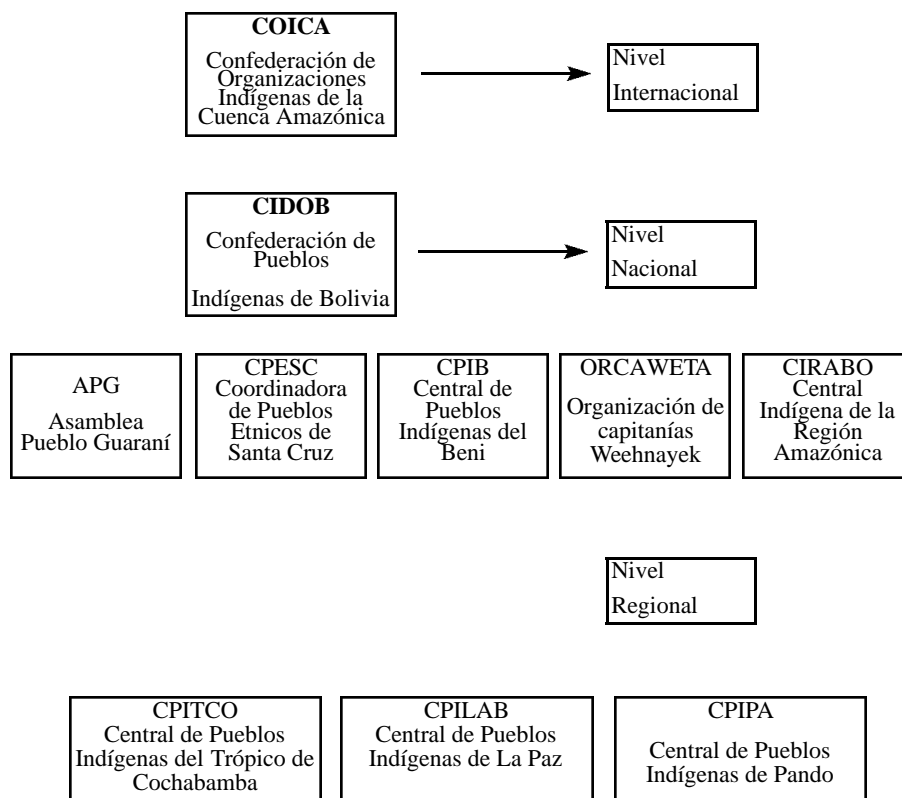 COICA
Confederación de
Organizaciones
Indígenas de la
Cuenca Amazónica
Nivel
Internacional
CIDOB
Confederación de
Pueblos
Indígenas de Bolivia
Nivel
Nacional
APG
Asamblea
Pueblo Guaraní
CPESC
Coordinadora
de Pueblos
Etnicos de
Santa Cruz
CPIB
Central de
Pueblos
Indígenas del
Beni
ORCAWETA
Organización de
capitanías
Weehnayek
CIRABO
Central
Indígena de la
Región
Amazónica
Nivel
Regional
CPITCO
Central de Pueblos
Indígenas del Trópico de
Cochabamba
CPILAB
Central de Pueblos
Indígenas de La Paz
CPIPA
Central de Pueblos
Indígenas de Pando